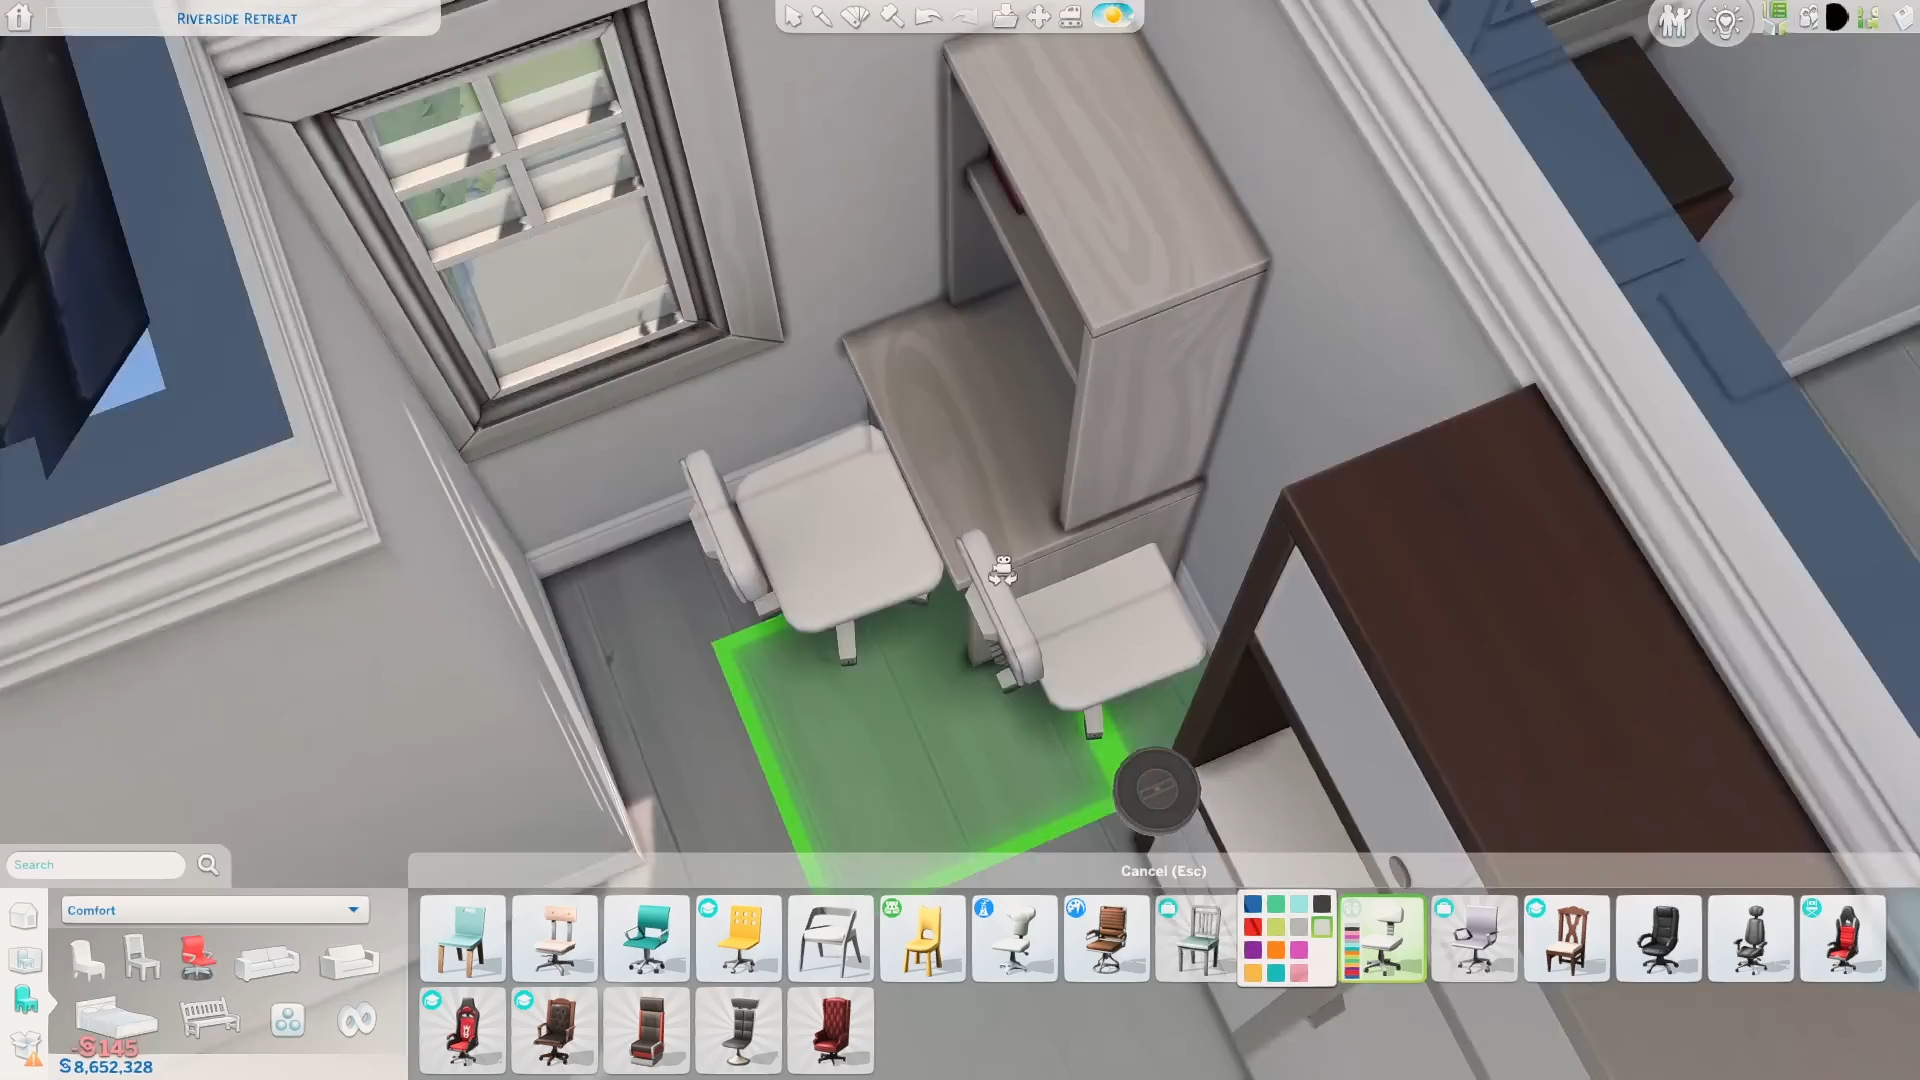 Riverside Retreat
Search
Cancel (Esc)
Comfort
-§145
§8,652,328